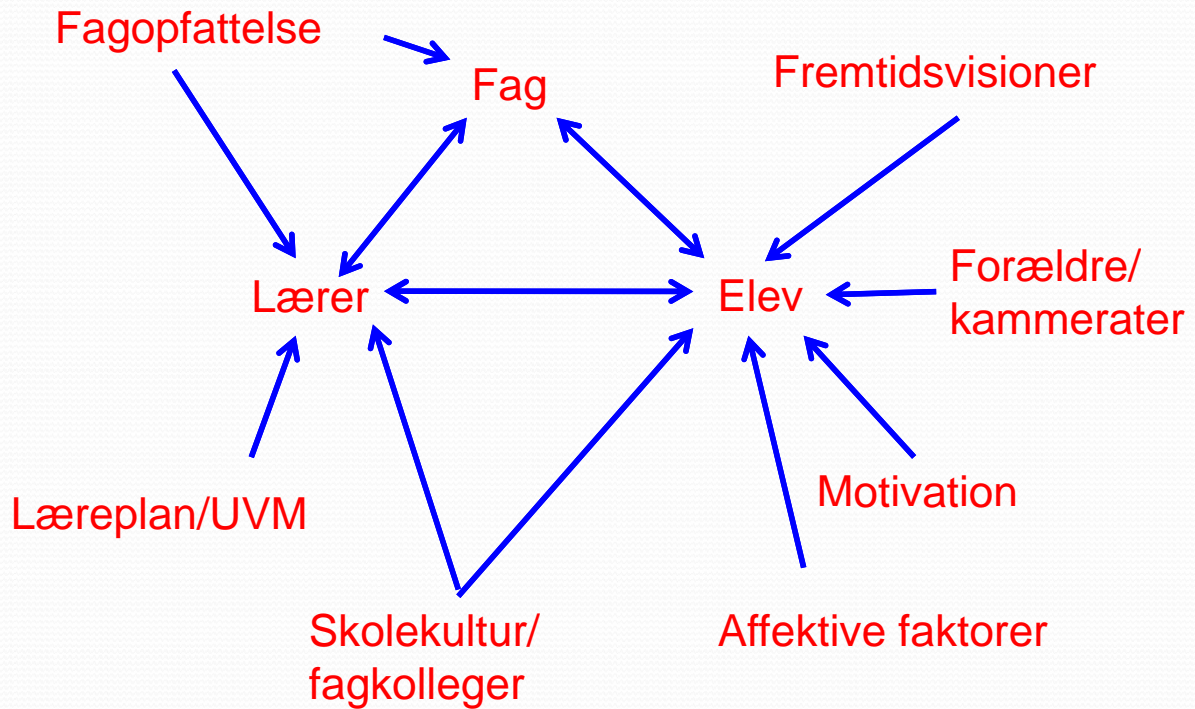 Fagopfattelse
Fag
Fremtidsvisioner
Lærer
Elev
Forældre/
kammerater
Læreplan/UVM
Motivation
Skolekultur/
fagkolleger
Affektive faktorer